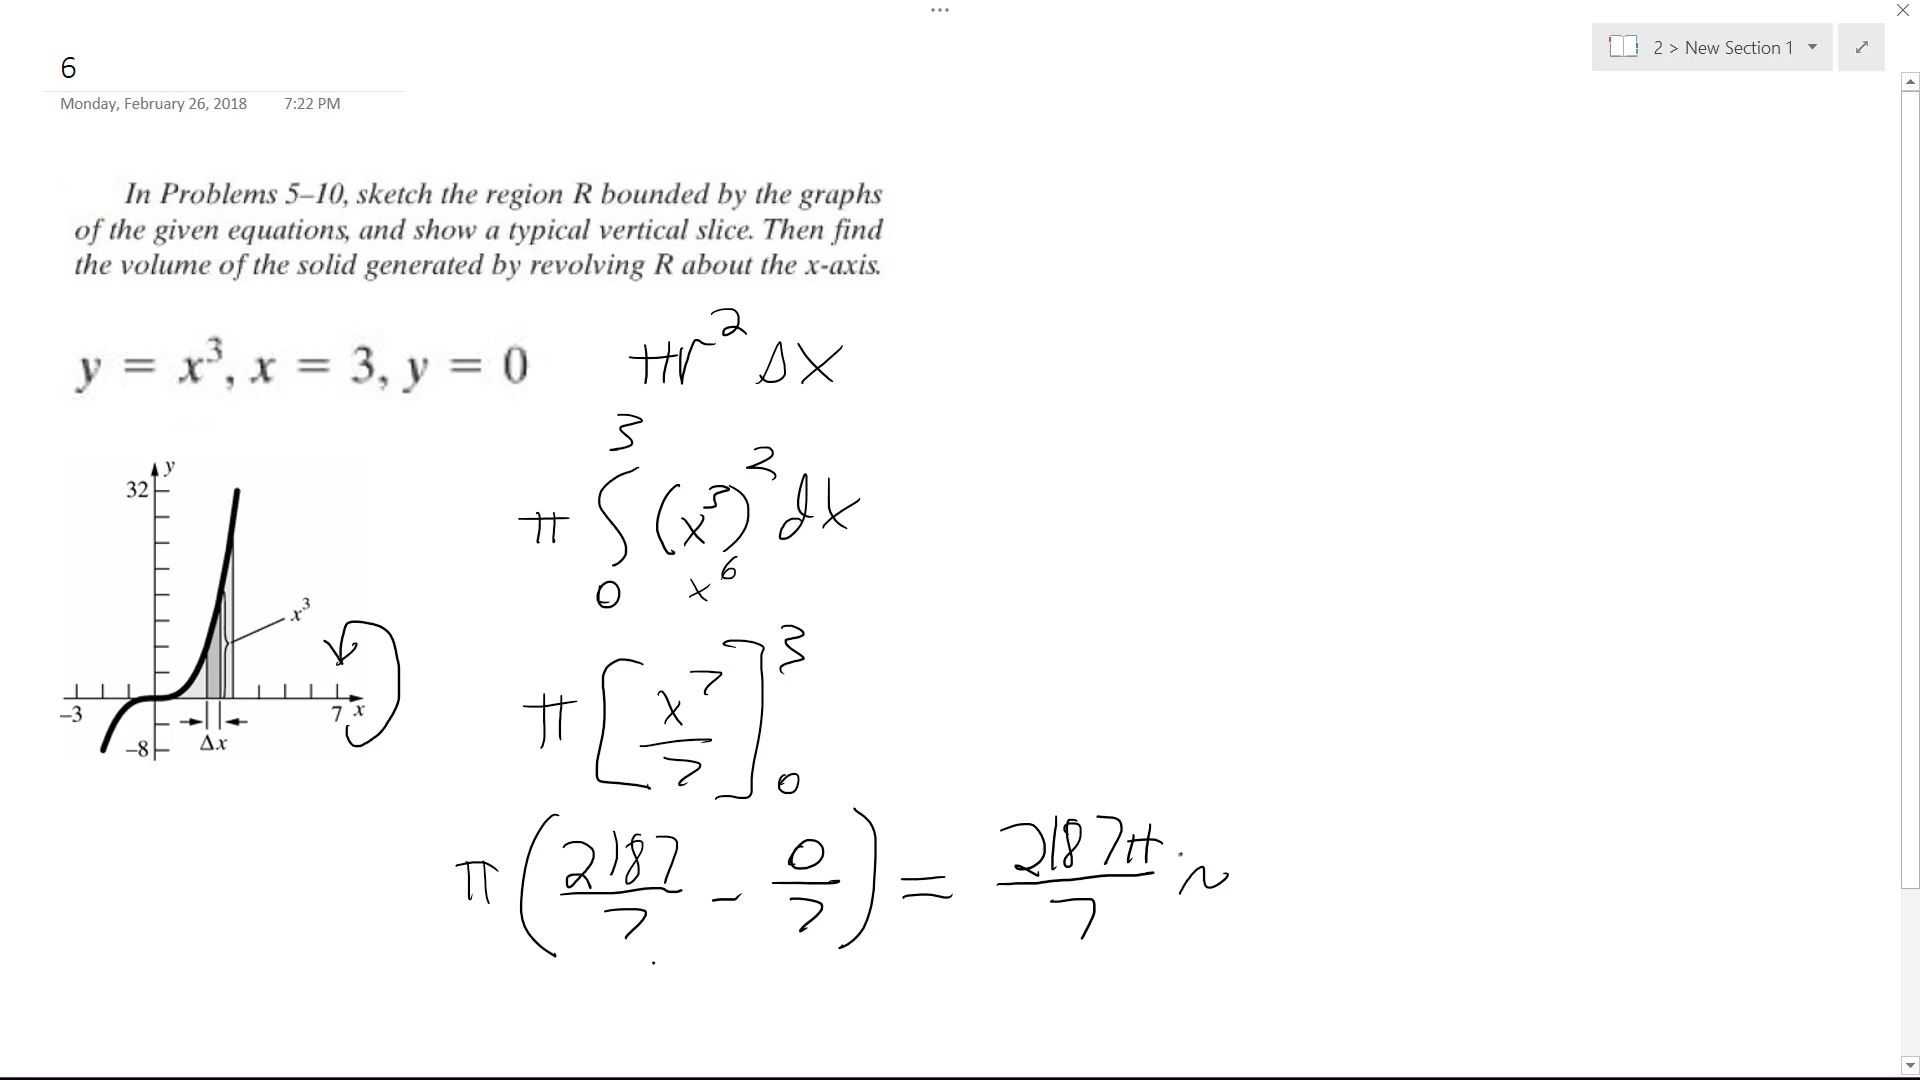 2 > New Section 1
6
Monday, February 26, 2018 7:22 PM
In Problems 5–10, sketch the region R bounded by the graphs
of the given equations, and show a typical vertical slice. Then find
the volume of the solid generated by revolving R about the x-axis.
y = x³, x = 3, y = 0
πr² Δx
π ∫₀³ (x³)² dx
x⁶
π [x⁷/7]₀³
π (2187/7 - 0/7) = 2187π/7 ~
y
32
x³
-3
7 x
-8
Δx